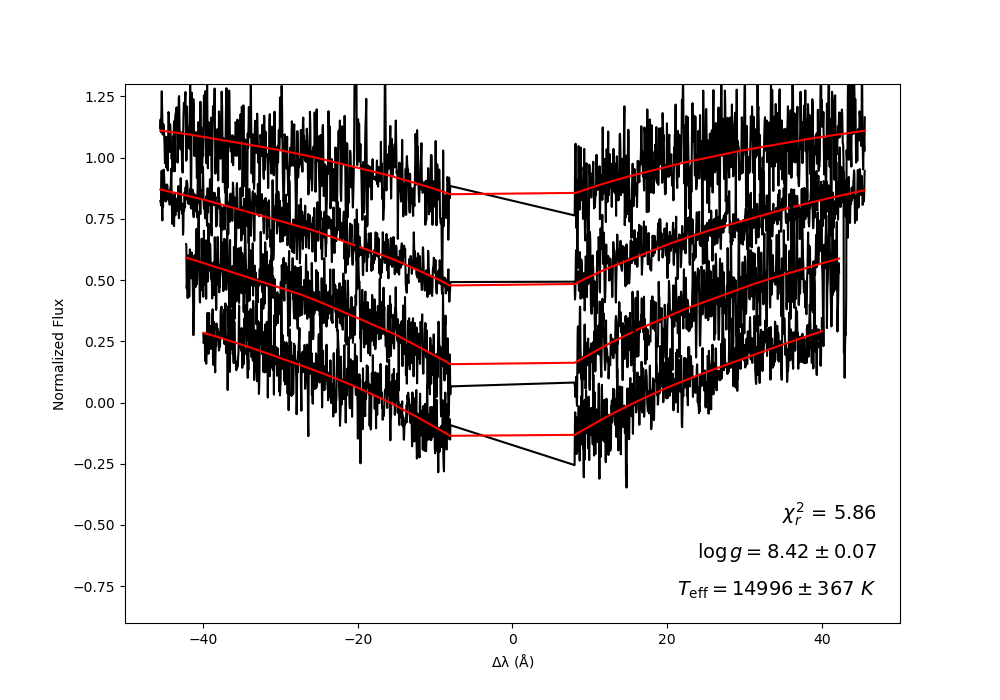 1.25
1.00
0.75
0.50
0.25
0.00
−0.25
−0.50
−0.75
Normalized Flux
χ²ᵣ = 5.86
log g = 8.42 ± 0.07
T_eff = 14996 ± 367 K
−40 −20 0 20 40
Δλ (Å)